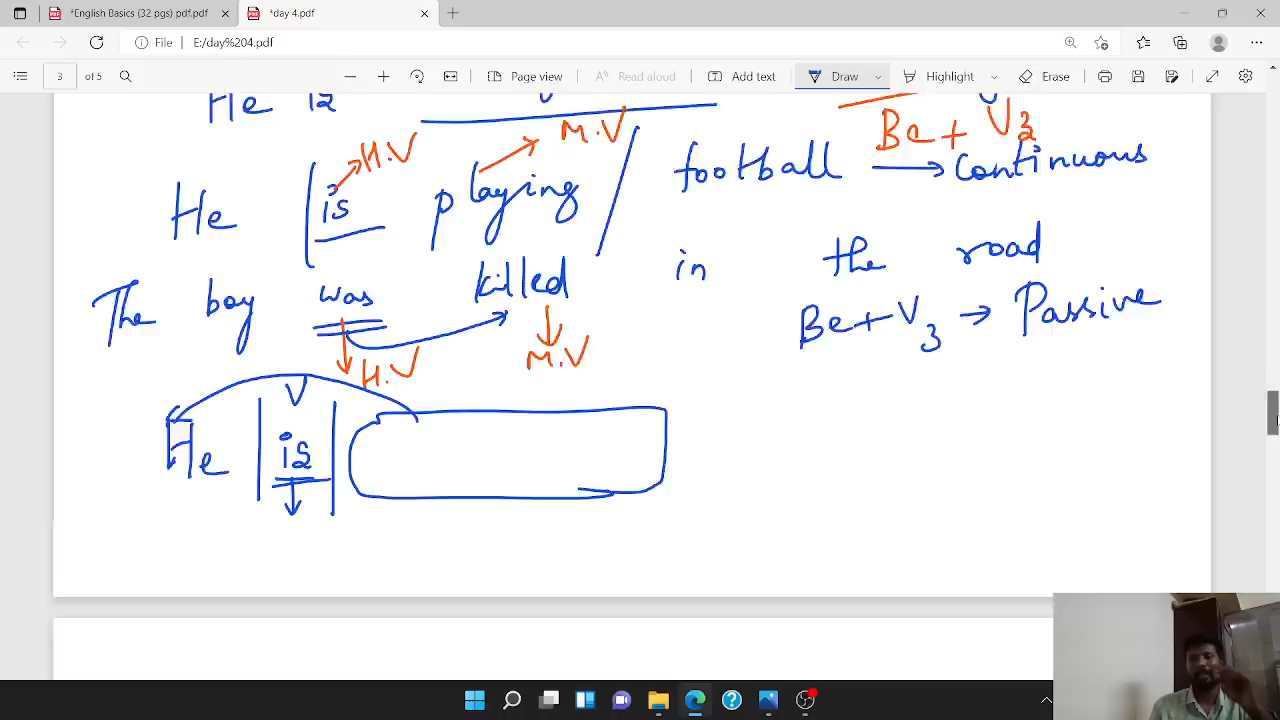 *English Basics (32 pgs) pdf.pdf
*day 4.pdf
File E:/day%204.pdf
3 of 5 Page view Read aloud Add text Draw Highlight Erase
He is
Be + V3
H.V M.V
He is playing / football → continuous
The boy was killed in the road
Be + V3 → Passive
H.V M.V
V
He is